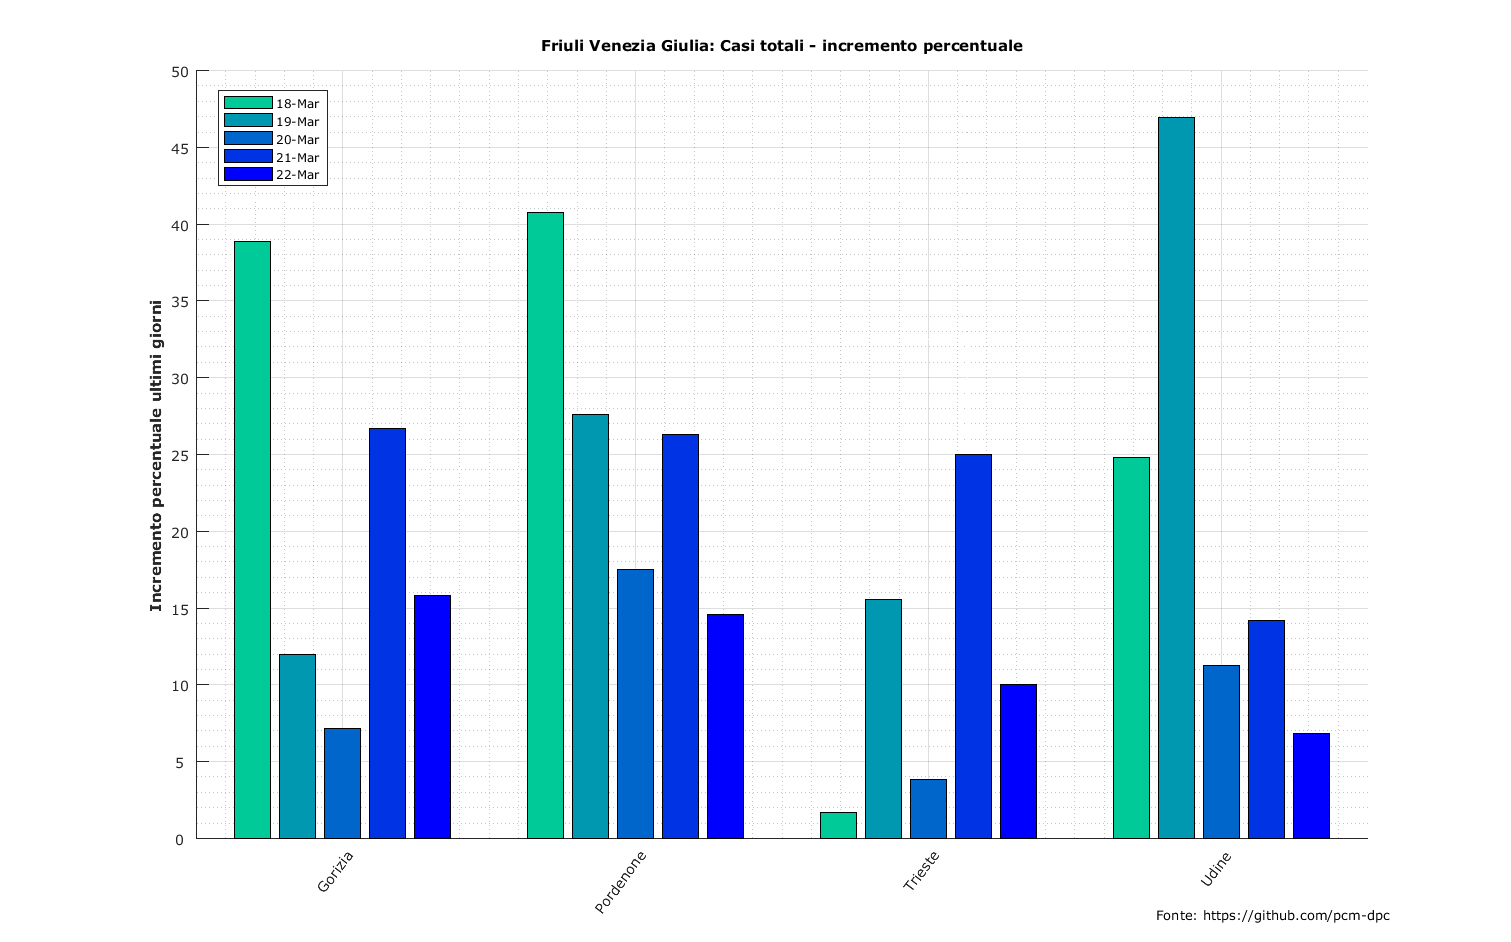 Friuli Venezia Giulia: Casi totali - incremento percentuale
50
45
40
35
30
25
20
15
10
5
0
Incremento percentuale ultimi giorni
18-Mar
19-Mar
20-Mar
21-Mar
22-Mar
Gorizia
Pordenone
Trieste
Udine
Fonte: https://github.com/pcm-dpc